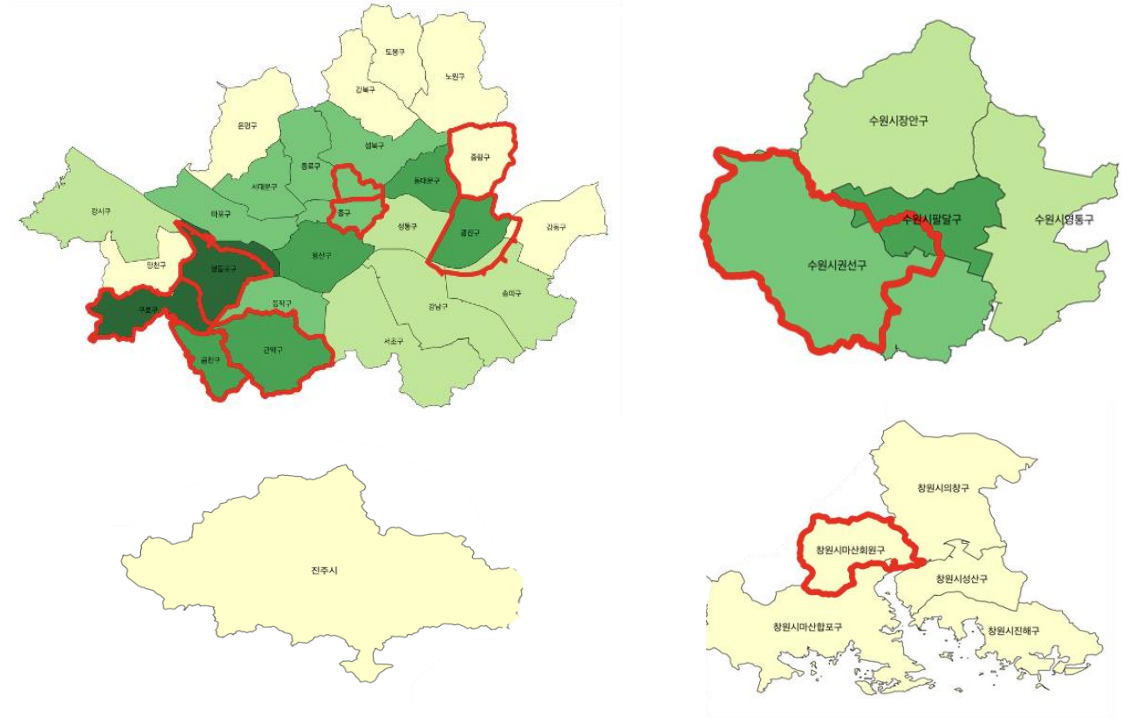 도봉구
노원구
강북구
은평구
중랑구
성북구
종로구
동대문구
서대문구
강서구
마포구
중구
성동구
광진구
강동구
양천구
영등포구
용산구
송파구
구로구
동작구
강남구
서초구
금천구
관악구
수원시장안구
수원시팔달구
수원시영통구
수원시권선구
진주시
창원시의창구
창원시마산회원구
창원시성산구
창원시마산합포구
창원시진해구